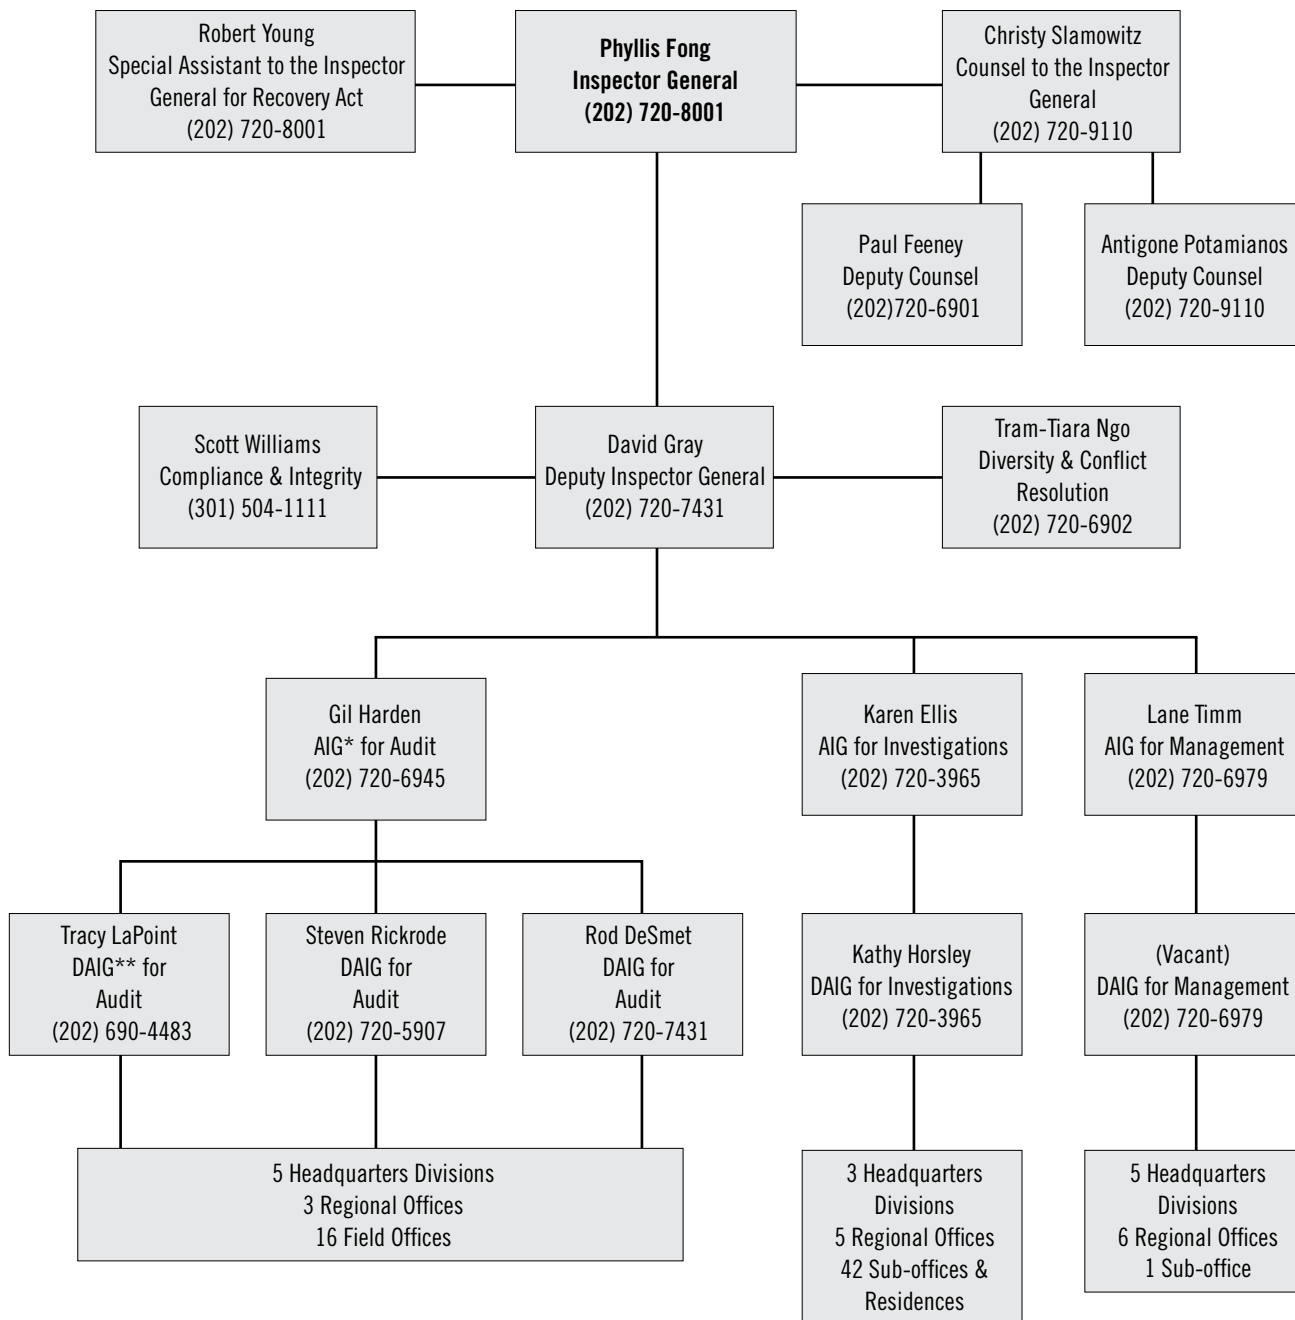 Robert Young
Special Assistant to the Inspector
General for Recovery Act
(202) 720-8001
Phyllis Fong
Inspector General
(202) 720-8001
Christy Slamowitz
Counsel to the Inspector
General
(202) 720-9110
Paul Feeney
Deputy Counsel
(202)720-6901
Antigone Potamianos
Deputy Counsel
(202) 720-9110
Scott Williams
Compliance & Integrity
(301) 504-1111
David Gray
Deputy Inspector General
(202) 720-7431
Tram-Tiara Ngo
Diversity & Conflict
Resolution
(202) 720-6902
Gil Harden
AIG* for Audit
(202) 720-6945
Karen Ellis
AIG for Investigations
(202) 720-3965
Lane Timm
AIG for Management
(202) 720-6979
Tracy LaPoint
DAIG** for
Audit
(202) 690-4483
Steven Rickrode
DAIG for
Audit
(202) 720-5907
Rod DeSmet
DAIG for
Audit
(202) 720-7431
Kathy Horsley
DAIG for Investigations
(202) 720-3965
(Vacant)
DAIG for Management
(202) 720-6979
5 Headquarters Divisions
3 Regional Offices
16 Field Offices
3 Headquarters
Divisions
5 Regional Offices
42 Sub-offices &
Residences
5 Headquarters
Divisions
6 Regional Offices
1 Sub-office